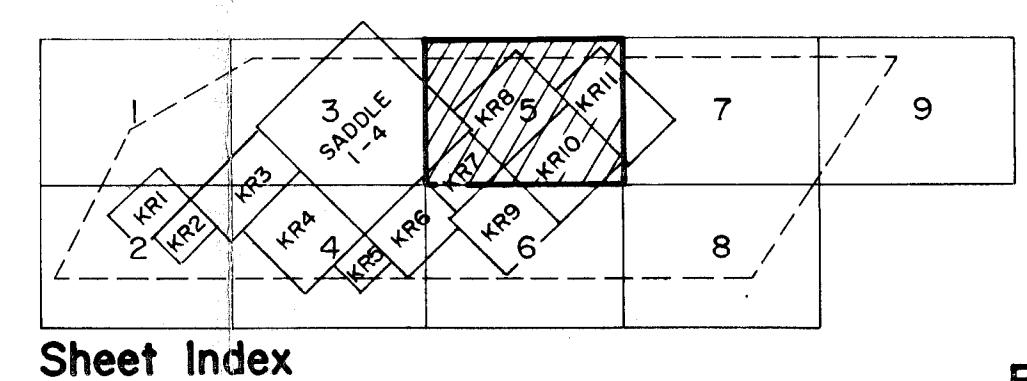 1
3
SADDLE
1-4
5
7
9
KR8
KR11
KR7
KR10
KR3
KR1
KR2
2
KR4
4
KR5
KR6
KR9
6
8
Sheet Index